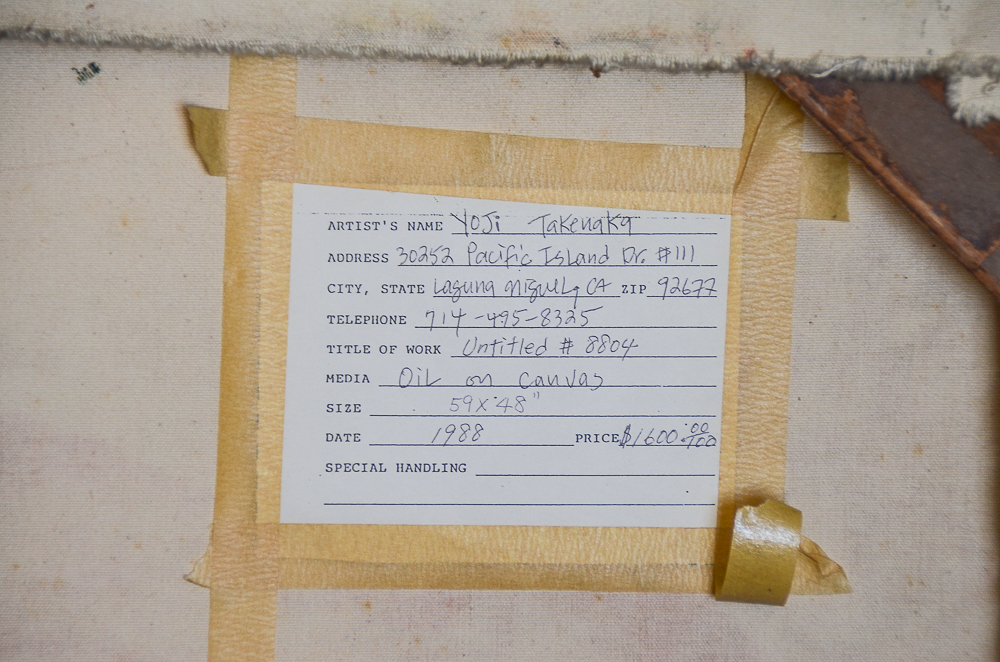 ARTIST'S NAME Yoji Takenaka
ADDRESS 30252 Pacific Island Dr. #111
CITY, STATE Laguna Niguel, CA ZIP 92677
TELEPHONE 714-495-8325
TITLE OF WORK Untitled # 8804
MEDIA Oil on canvas
SIZE 59X48"
DATE 1988 PRICE $1600.00/100
SPECIAL HANDLING